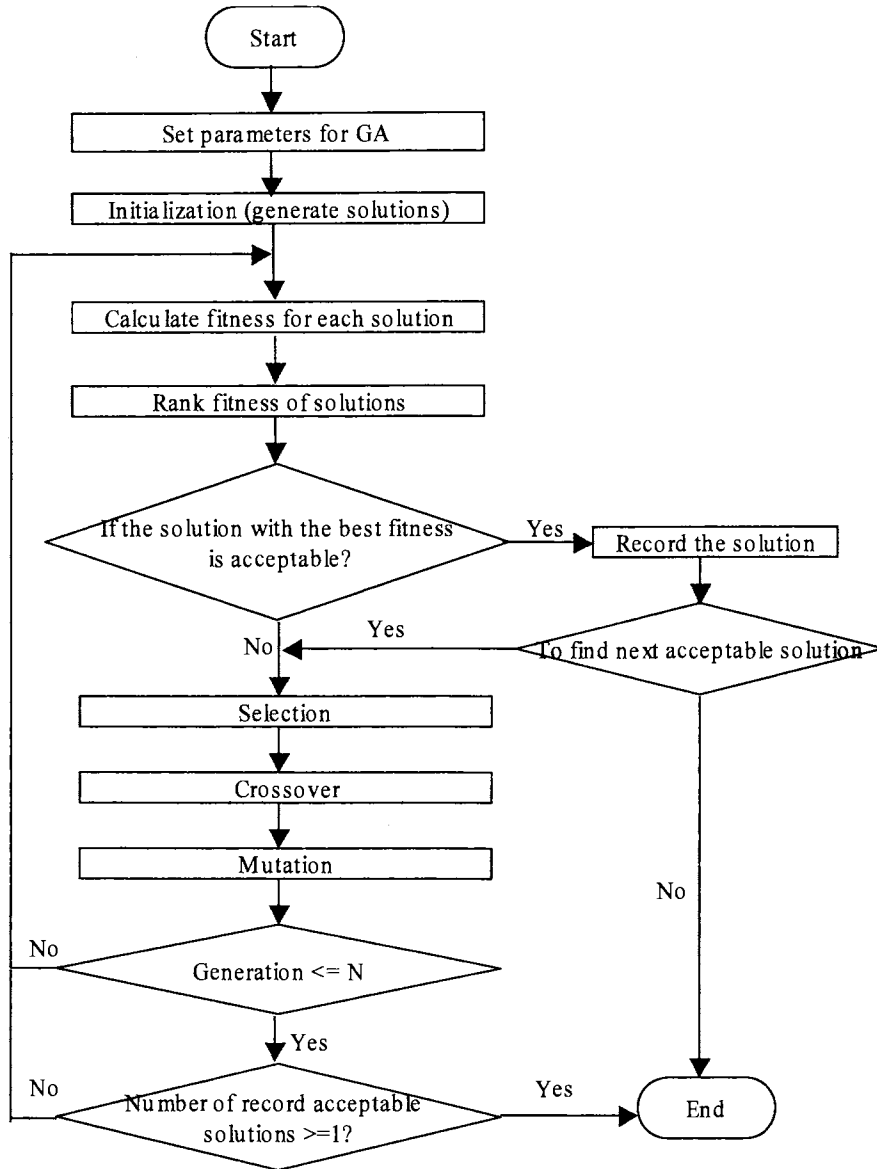 Start
Set parameters for GA
Initialization (generate solutions)
Calculate fitness for each solution
Rank fitness of solutions
If the solution with the best fitness
is acceptable?
Yes
Record the solution
Yes
No
To find next acceptable solution
Selection
Crossover
Mutation
No
No
Generation <= N
Yes
No
Yes
Number of record acceptable
solutions >=1?
End